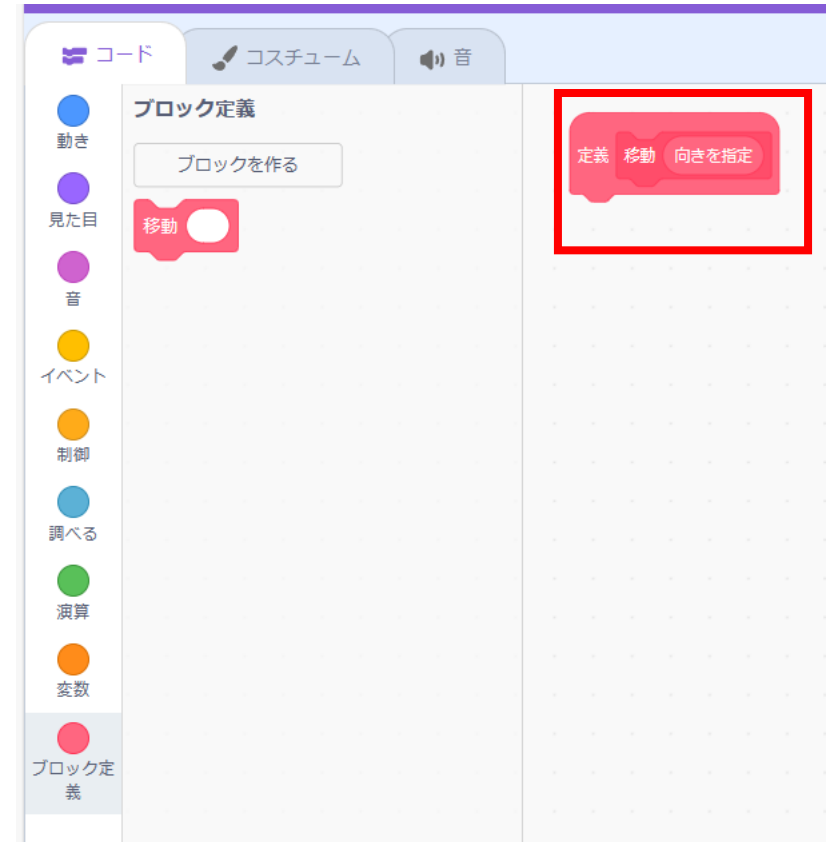 コード
コスチューム
音
動き
見た目
音
イベント
制御
調べる
演算
変数
ブロック定
義
ブロック定義
ブロックを作る
移動
定義 移動 向きを指定